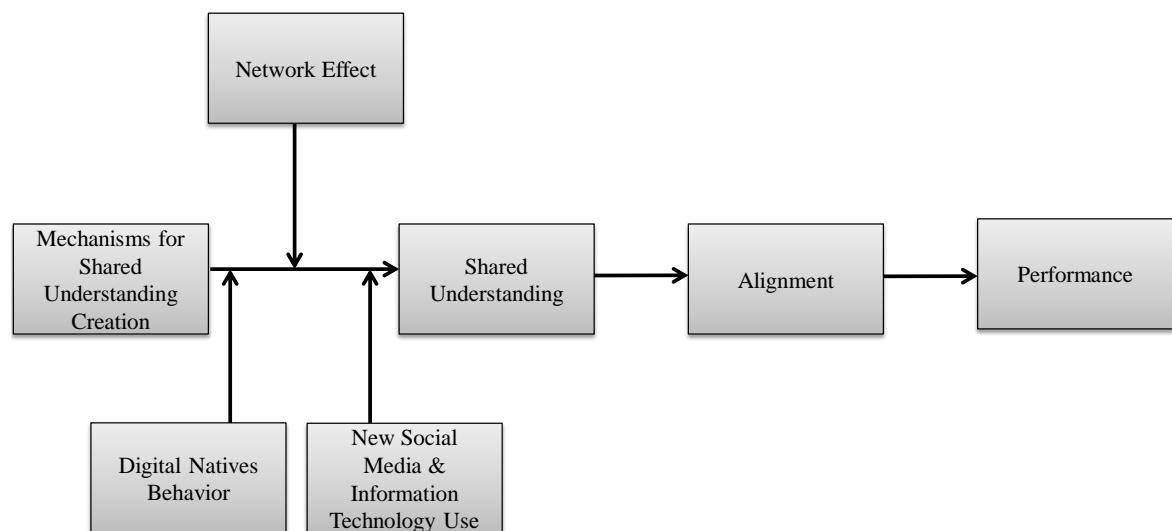 Network Effect
Mechanisms for
Shared
Understanding
Creation
Shared
Understanding
Alignment
Performance
Digital Natives
Behavior
New Social
Media &
Information
Technology Use